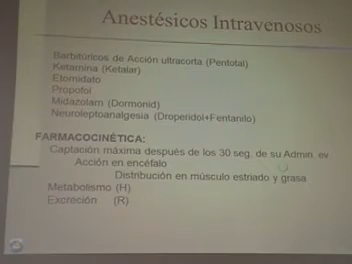 Anestésicos Intravenosos
Barbitúricos de Acción ultracorta (Pentotal)
Ketamina (Ketalar)
Etomidato
Propofol
Midazolam (Dormonid)
Neuroleptoanalgesia (Droperidol+Fentanilo)
FARMACOCINÉTICA:
Captación máxima después de los 30 seg. de su Admin. ev.
Acción en encéfalo
Distribución en músculo estriado y grasa
Metabolismo (H)
Excreción (R)